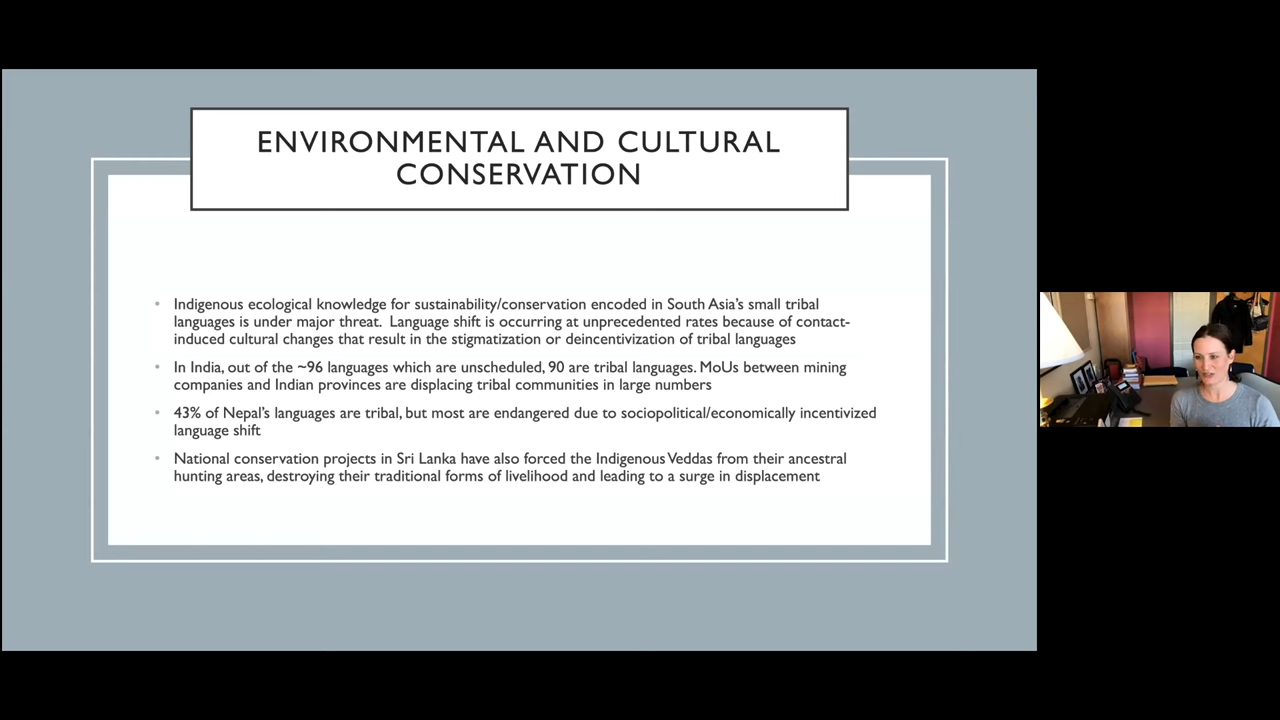 ENVIRONMENTAL AND CULTURAL
CONSERVATION
• Indigenous ecological knowledge for sustainability/conservation encoded in South Asia's small tribal
languages is under major threat. Language shift is occurring at unprecedented rates because of contact-
induced cultural changes that result in the stigmatization or deincentivization of tribal languages
• In India, out of the ~96 languages which are unscheduled, 90 are tribal languages. MoUs between mining
companies and Indian provinces are displacing tribal communities in large numbers
• 43% of Nepal's languages are tribal, but most are endangered due to sociopolitical/economically incentivized
language shift
• National conservation projects in Sri Lanka have also forced the Indigenous Veddas from their ancestral
hunting areas, destroying their traditional forms of livelihood and leading to a surge in displacement